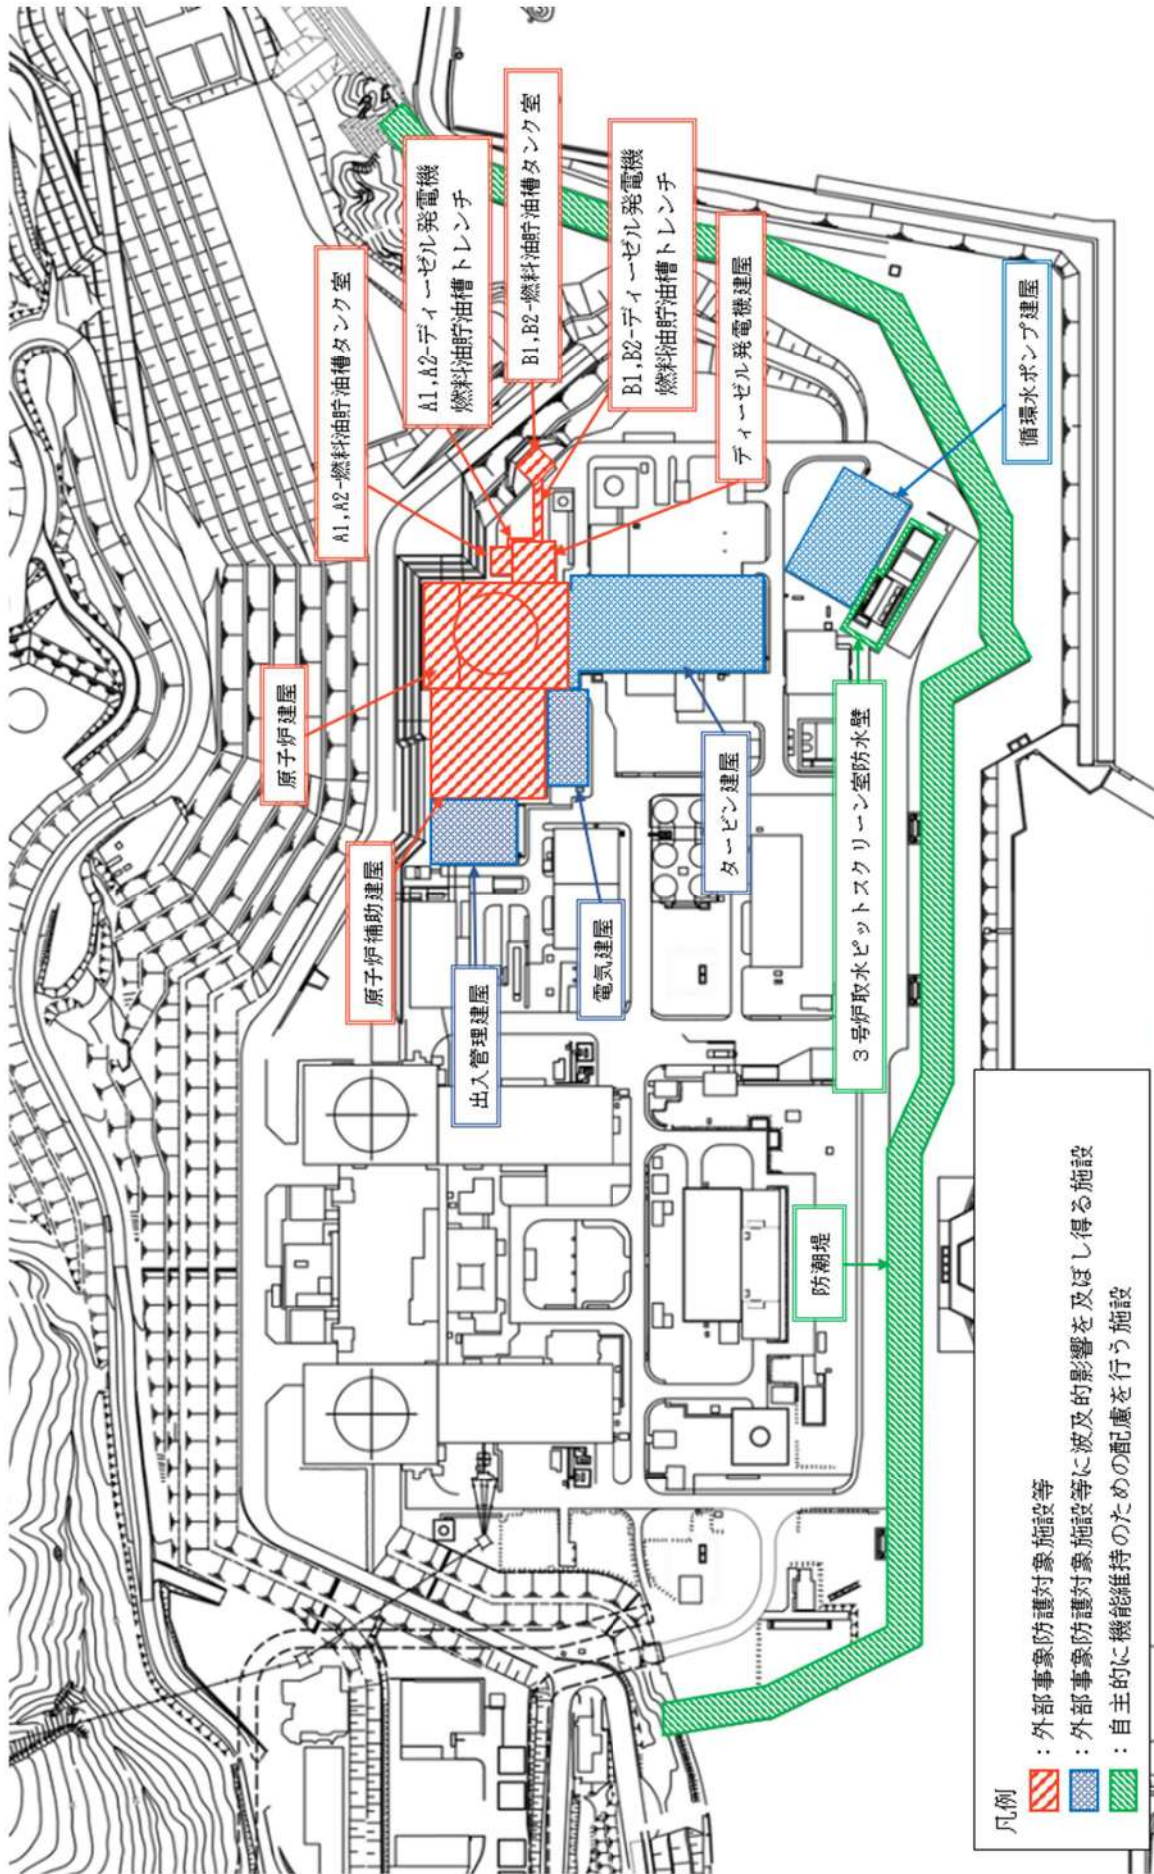 原子炉建屋
A1,A2-燃料油貯油槽タンク室
A1,A2-ディーゼル発電機
燃料油貯油槽トレンチ
B1,B2-燃料油貯油槽タンク室
B1,B2-ディーゼル発電機
燃料油貯油槽トレンチ
ディーゼル発電機建屋
原子炉補助建屋
出入管理建屋
電気建屋
タービン建屋
循環水ポンプ建屋
3号炉取水ピットスクリーン室防水壁
防潮堤
凡例
：外部事象防護対象施設等
：外部事象防護対象施設等に波及的影響を及ぼし得る施設
：自主的に機能維持のための配慮を行う施設